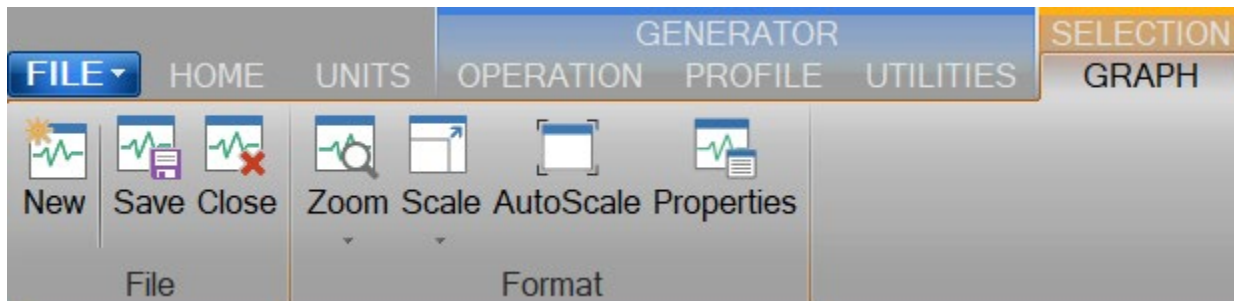 GENERATOR SELECTION
FILE HOME UNITS OPERATION PROFILE UTILITIES GRAPH
New Save Close Zoom Scale AutoScale Properties
File Format